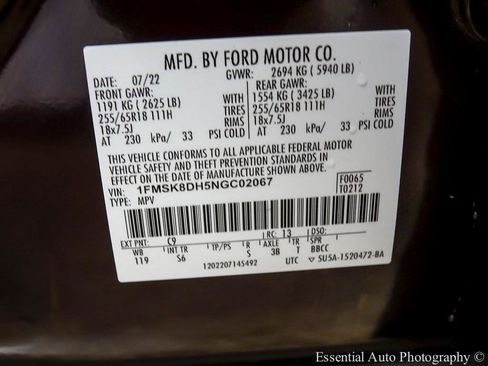 MFD. BY FORD MOTOR CO.
DATE: 07/22 GVWR: 2694 KG ( 5940 LB)
FRONT GAWR: REAR GAWR:
1191 KG ( 2625 LB) WITH 1554 KG ( 3425 LB) WITH
255/65R18 111H TIRES 255/65R18 111H TIRES
18x7.5J RIMS 18x7.5J RIMS
AT 230 kPa/ 33 PSI COLD AT 230 kPa/ 33 PSI COLD
THIS VEHICLE CONFORMS TO ALL APPLICABLE FEDERAL MOTOR
VEHICLE SAFETY AND THEFT PREVENTION STANDARDS IN
EFFECT ON THE DATE OF MANUFACTURE SHOWN ABOVE.
VIN: 1FMSK8DH5NGC02067 F0065
TYPE: MPV T0212
EXT PNT: C9 RC: 13 DSO:
WB INT TR TP/PS R AXLE TR SPR
119 S6 S 3B T BBCC
1202207145492 UTC 5U5A-1520472-BA
Essential Auto Photography ©